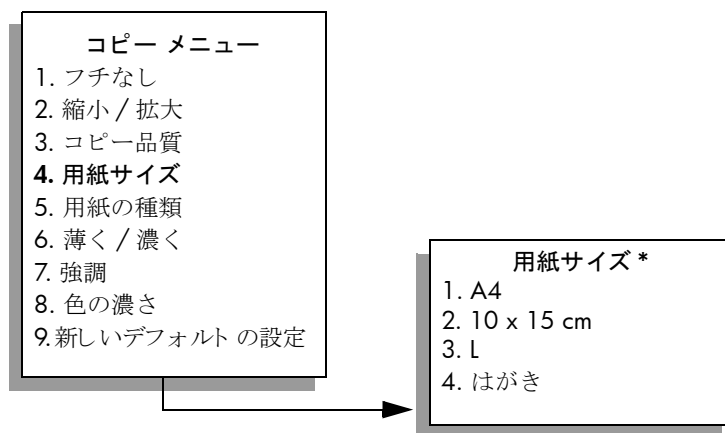 コピー メニュー
1. フチなし
2. 縮小 / 拡大
3. コピー品質
4. 用紙サイズ
5. 用紙の種類
6. 薄く / 濃く
7. 強調
8. 色の濃さ
9.新しいデフォルト の設定
用紙サイズ *
1. A4
2. 10 x 15 cm
3. L
4. はがき